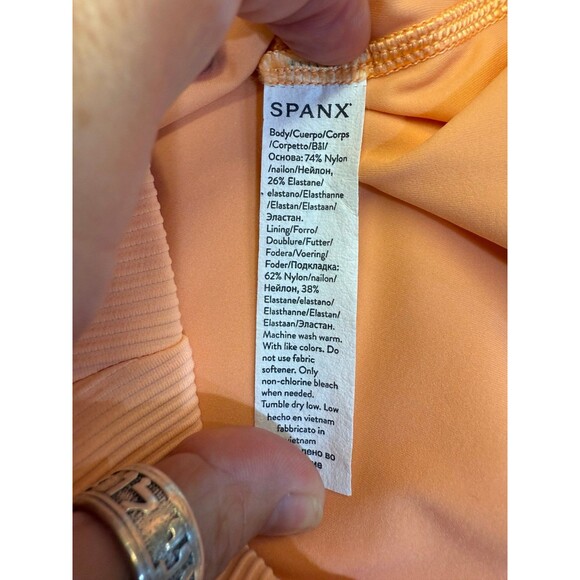 SPANX
Body/Cuerpo/Corps
/Corpetto/Bāl/
Основа: 74% Nylon
/nailon/Нейлон,
26% Elastane/
elastano/Elasthanne
/Elastan/Elastaan/
Эластан.
Lining/Forro/
Doublure/Futter/
Fodera/Voering/
Foder/Подкладка:
62% Nylon/nailon/
Нейлон, 38%
Elastane/elastano/
Elasthanne/Elastan/
Elastaan/Эластан.
Machine wash warm.
With like colors. Do
not use fabric
softener. Only
non-chlorine bleach
when needed.
Tumble dry low. Low
hecho en vietnam
fabbricato in
vietnam
во